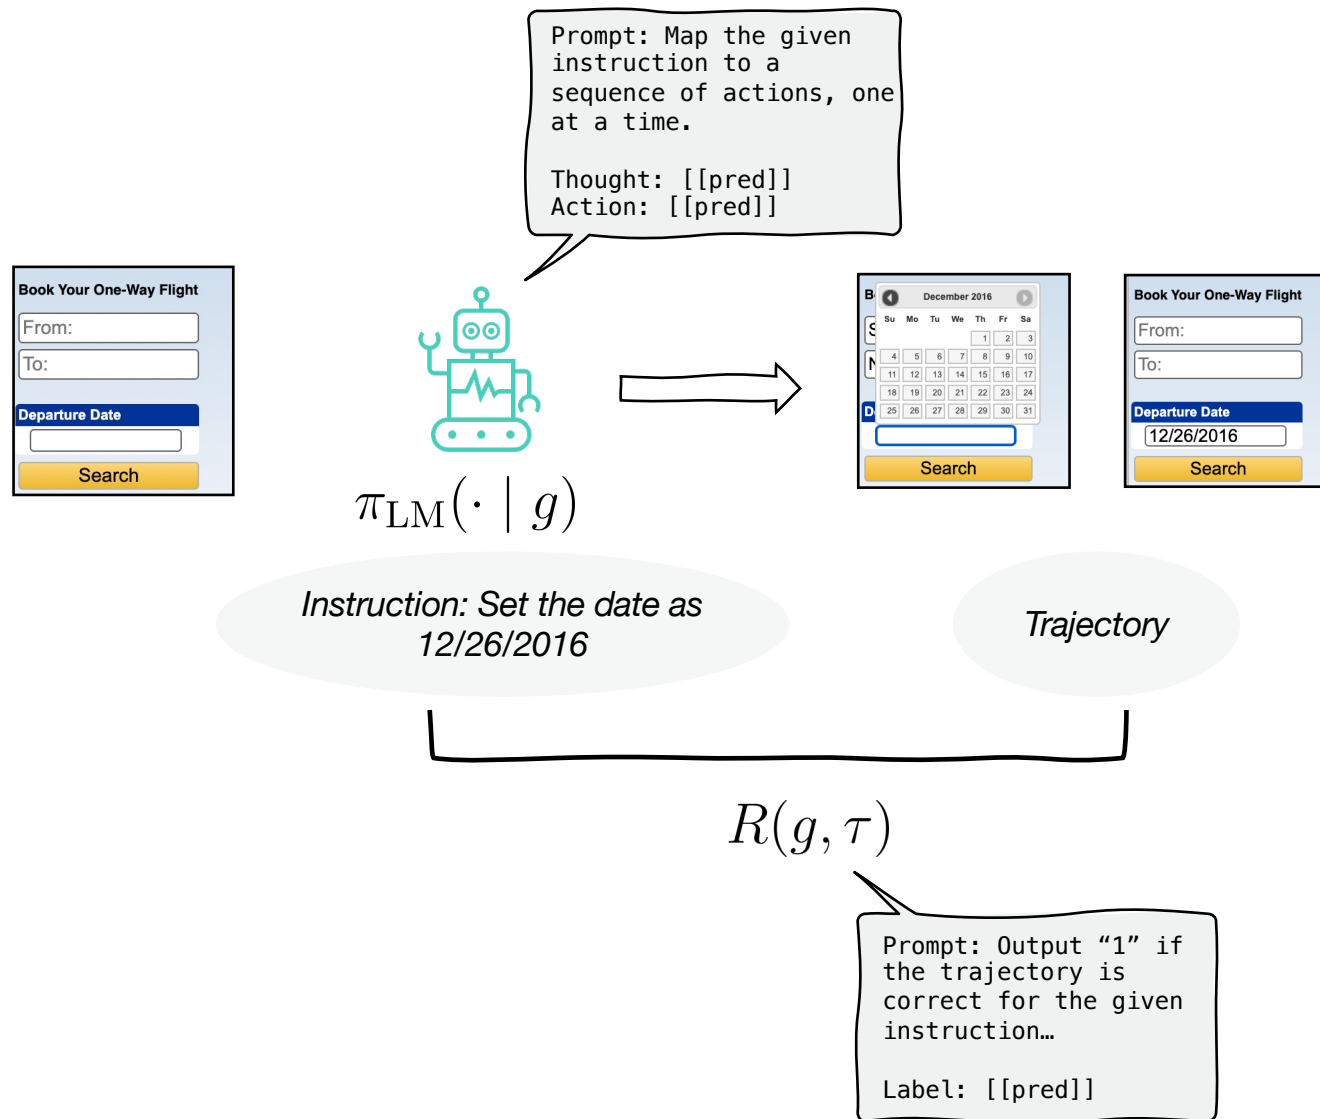 Prompt: Map the given
instruction to a
sequence of actions, one
at a time.
Thought: [[pred]]
Action: [[pred]]
Book Your One-Way Flight
From:
To:
Departure Date
Search
π_LM(· | g)
B
December 2016
Su Mo Tu We Th Fr Sa
1 2 3
4 5 6 7 8 9 10
11 12 13 14 15 16 17
18 19 20 21 22 23 24
25 26 27 28 29 30 31
S
N
D
Search
Book Your One-Way Flight
From:
To:
Departure Date
12/26/2016
Search
Instruction: Set the date as
12/26/2016
Trajectory
R(g, τ)
Prompt: Output “1” if
the trajectory is
correct for the given
instruction…
Label: [[pred]]